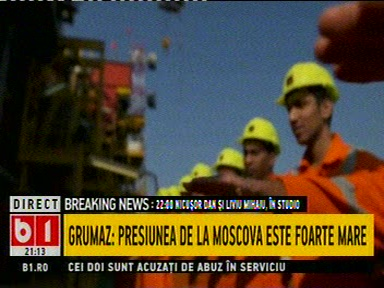 DIRECT
BREAKING NEWS : 22:00 NICUȘOR DAN ȘI LIVIU MIHAIU, ÎN STUDIO
b1
21:13
GRUMAZ: PRESIUNEA DE LA MOSCOVA ESTE FOARTE MARE
B1.RO
CEI DOI SUNT ACUZAȚI DE ABUZ ÎN SERVICIU